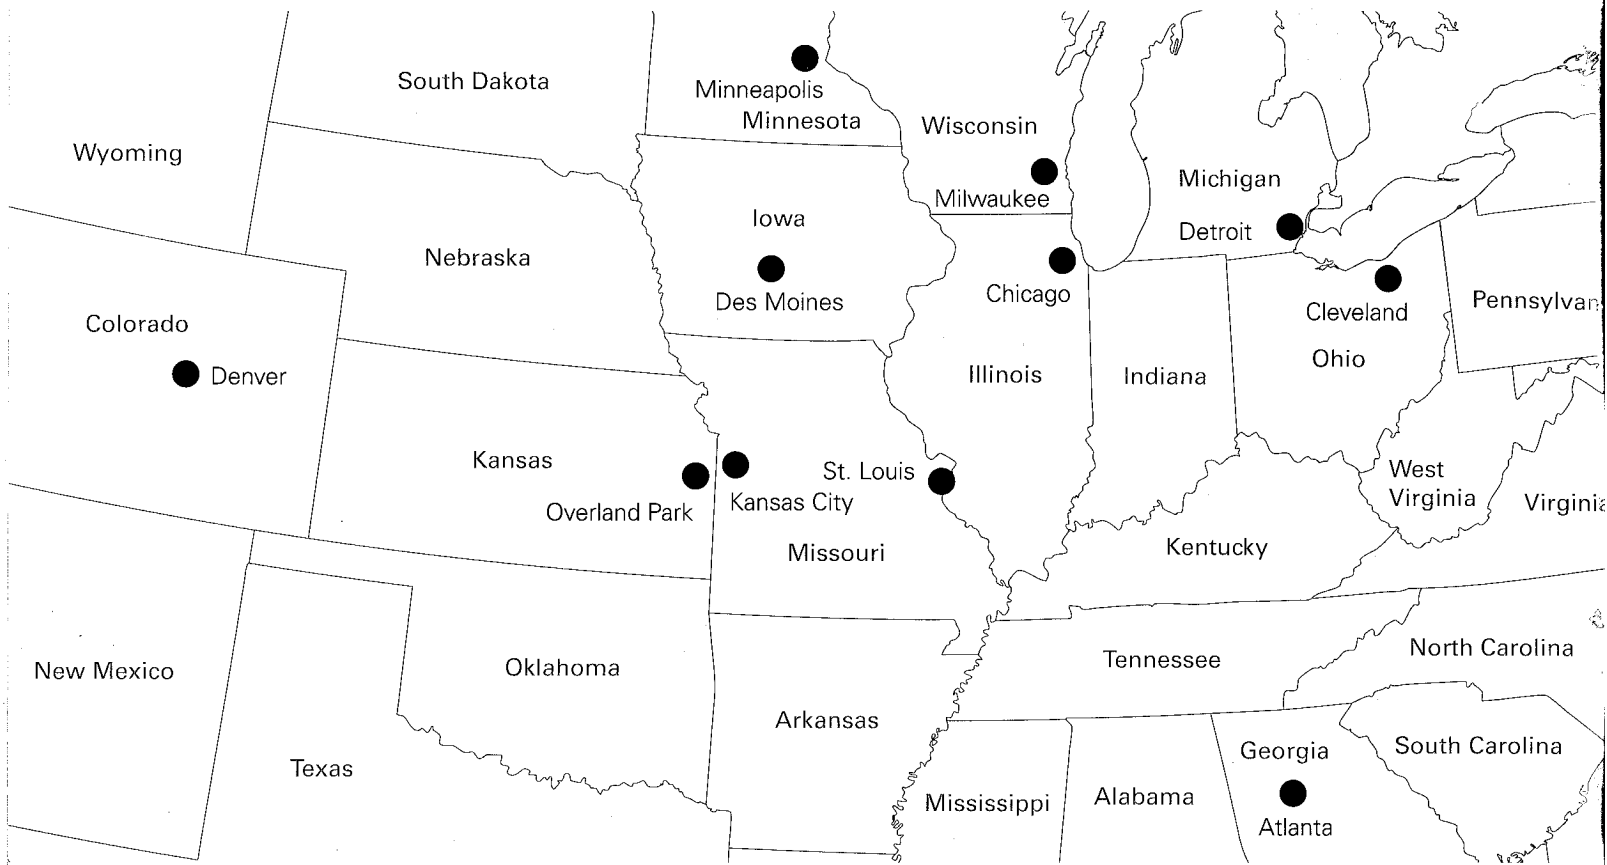 South Dakota
Minneapolis
Minnesota
Wisconsin
Wyoming
Milwaukee
Michigan
Iowa
Detroit
Nebraska
Des Moines
Chicago
Cleveland
Pennsylvan
Colorado
Denver
Illinois
Indiana
Ohio
Kansas
Overland Park
Kansas City
St. Louis
West
Virginia
Virginia
Missouri
Kentucky
New Mexico
Oklahoma
Tennessee
North Carolina
Arkansas
Texas
Georgia
South Carolina
Mississippi
Alabama
Atlanta